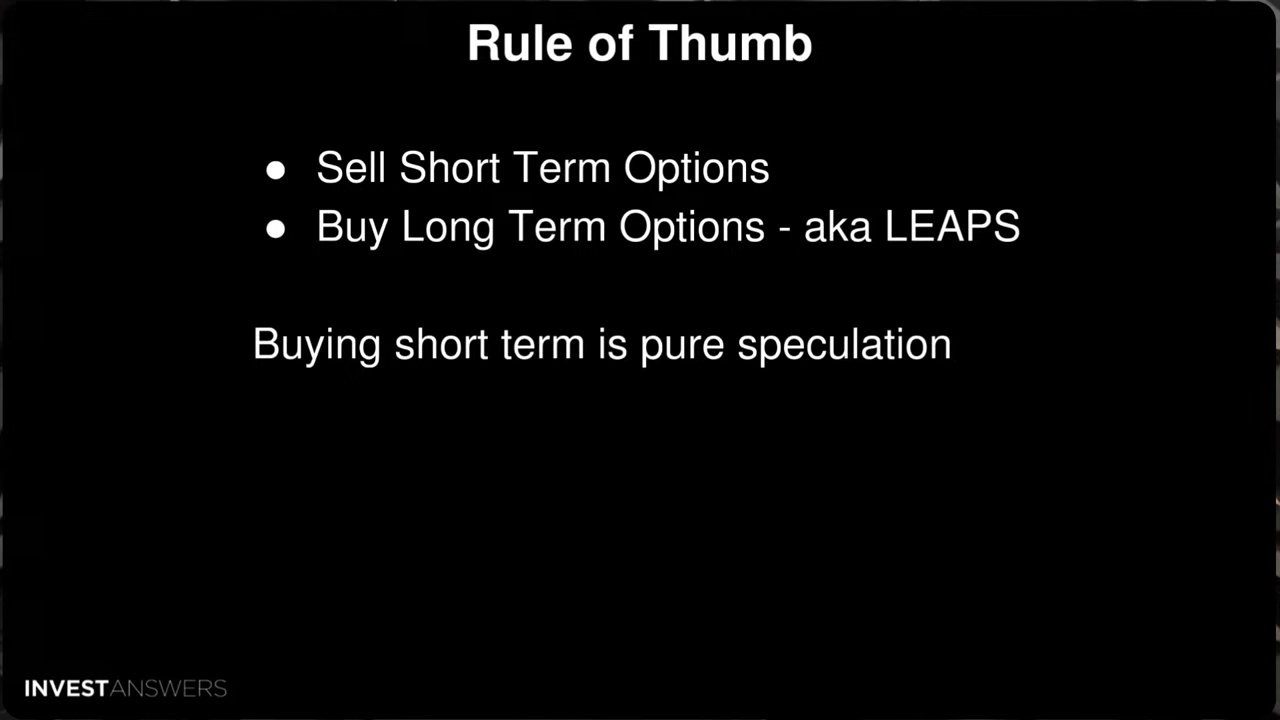 Rule of Thumb
● Sell Short Term Options
● Buy Long Term Options - aka LEAPS
Buying short term is pure speculation
INVESTANSWERS